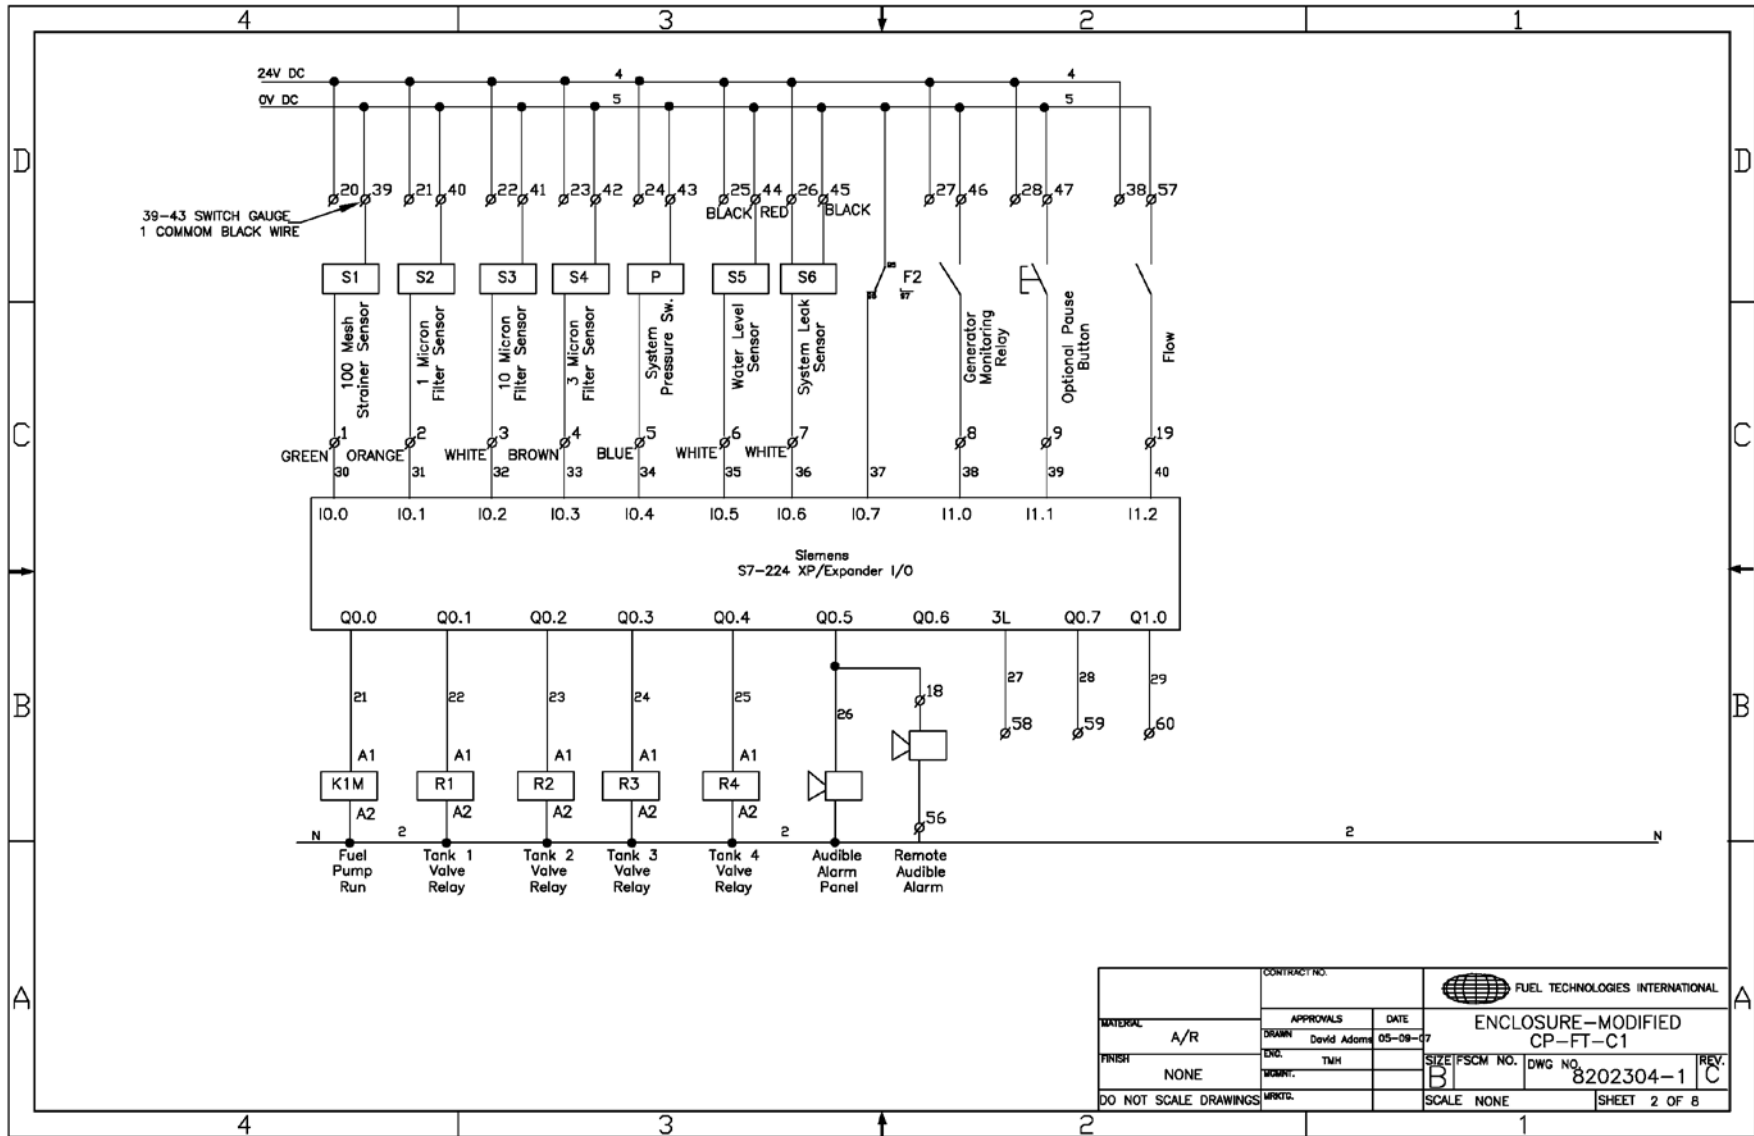 4 3 2 1
24V DC 4 4
0V DC 5 5
D D
20 39 21 40 22 41 23 42 24 43 25 44 26 45 27 46 28 47 38 57
BLACK RED BLACK
39-43 SWITCH GAUGE
1 COMMOM BLACK WIRE
S1 S2 S3 S4 P S5 S6
95
96
97
F2
100 Mesh
Strainer Sensor
1 Micron
Filter Sensor
10 Micron
Filter Sensor
3 Micron
Filter Sensor
System
Pressure Sw.
Water Level
Sensor
System Leak
Sensor
Generator
Monitoring
Relay
Optional Pause
Button
Flow
C C
1 2 3 4 5 6 7 8 9 19
GREEN ORANGE WHITE BROWN BLUE WHITE WHITE
30 31 32 33 34 35 36 37 38 39 40
I0.0 I0.1 I0.2 I0.3 I0.4 I0.5 I0.6 I0.7 I1.0 I1.1 I1.2
Siemens
S7-224 XP/Expander I/O
Q0.0 Q0.1 Q0.2 Q0.3 Q0.4 Q0.5 Q0.6 3L Q0.7 Q1.0
B B
21 22 23 24 25 26 18 27 28 29
58 59 60
A1 A1 A1 A1 A1
K1M R1 R2 R3 R4
A2 A2 A2 A2 A2 56
N 2 2 2 N
Fuel
Pump
Run
Tank 1
Valve
Relay
Tank 2
Valve
Relay
Tank 3
Valve
Relay
Tank 4
Valve
Relay
Audible
Alarm
Panel
Remote
Audible
Alarm
A A
CONTRACT NO.
FUEL TECHNOLOGIES INTERNATIONAL
MATERIAL
A/R
APPROVALS DATE
DRAWN David Adams 05-09-07
ENG. TMH
MGMNT.
MRKTG.
FINISH
NONE
DO NOT SCALE DRAWINGS
ENCLOSURE-MODIFIED
CP-FT-C1
SIZE B FSCM NO. DWG NO. 8202304-1 REV. C
SCALE NONE SHEET 2 OF 8
4 3 2 1